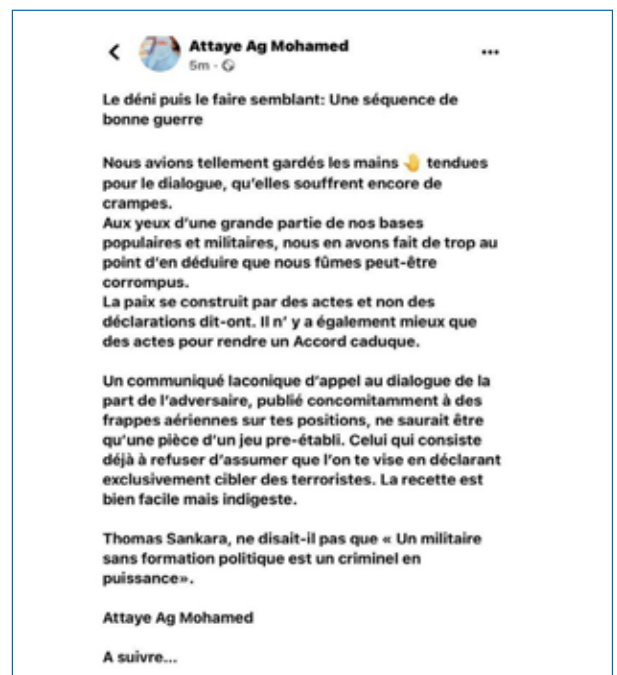 Attaye Ag Mohamed
5m ·
Le déni puis le faire semblant: Une séquence de
bonne guerre
Nous avions tellement gardés les mains 🤚 tendues
pour le dialogue, qu'elles souffrent encore de
crampes.
Aux yeux d'une grande partie de nos bases
populaires et militaires, nous en avons fait de trop au
point d'en déduire que nous fûmes peut-être
corrompus.
La paix se construit par des actes et non des
déclarations dit-ont. Il n' y a également mieux que
des actes pour rendre un Accord caduque.
Un communiqué laconique d'appel au dialogue de la
part de l'adversaire, publié concomitamment à des
frappes aériennes sur tes positions, ne saurait être
qu'une pièce d'un jeu pre-établi. Celui qui consiste
déjà à refuser d'assumer que l'on te vise en déclarant
exclusivement cibler des terroristes. La recette est
bien facile mais indigeste.
Thomas Sankara, ne disait-il pas que « Un militaire
sans formation politique est un criminel en
puissance».
Attaye Ag Mohamed
A suivre...